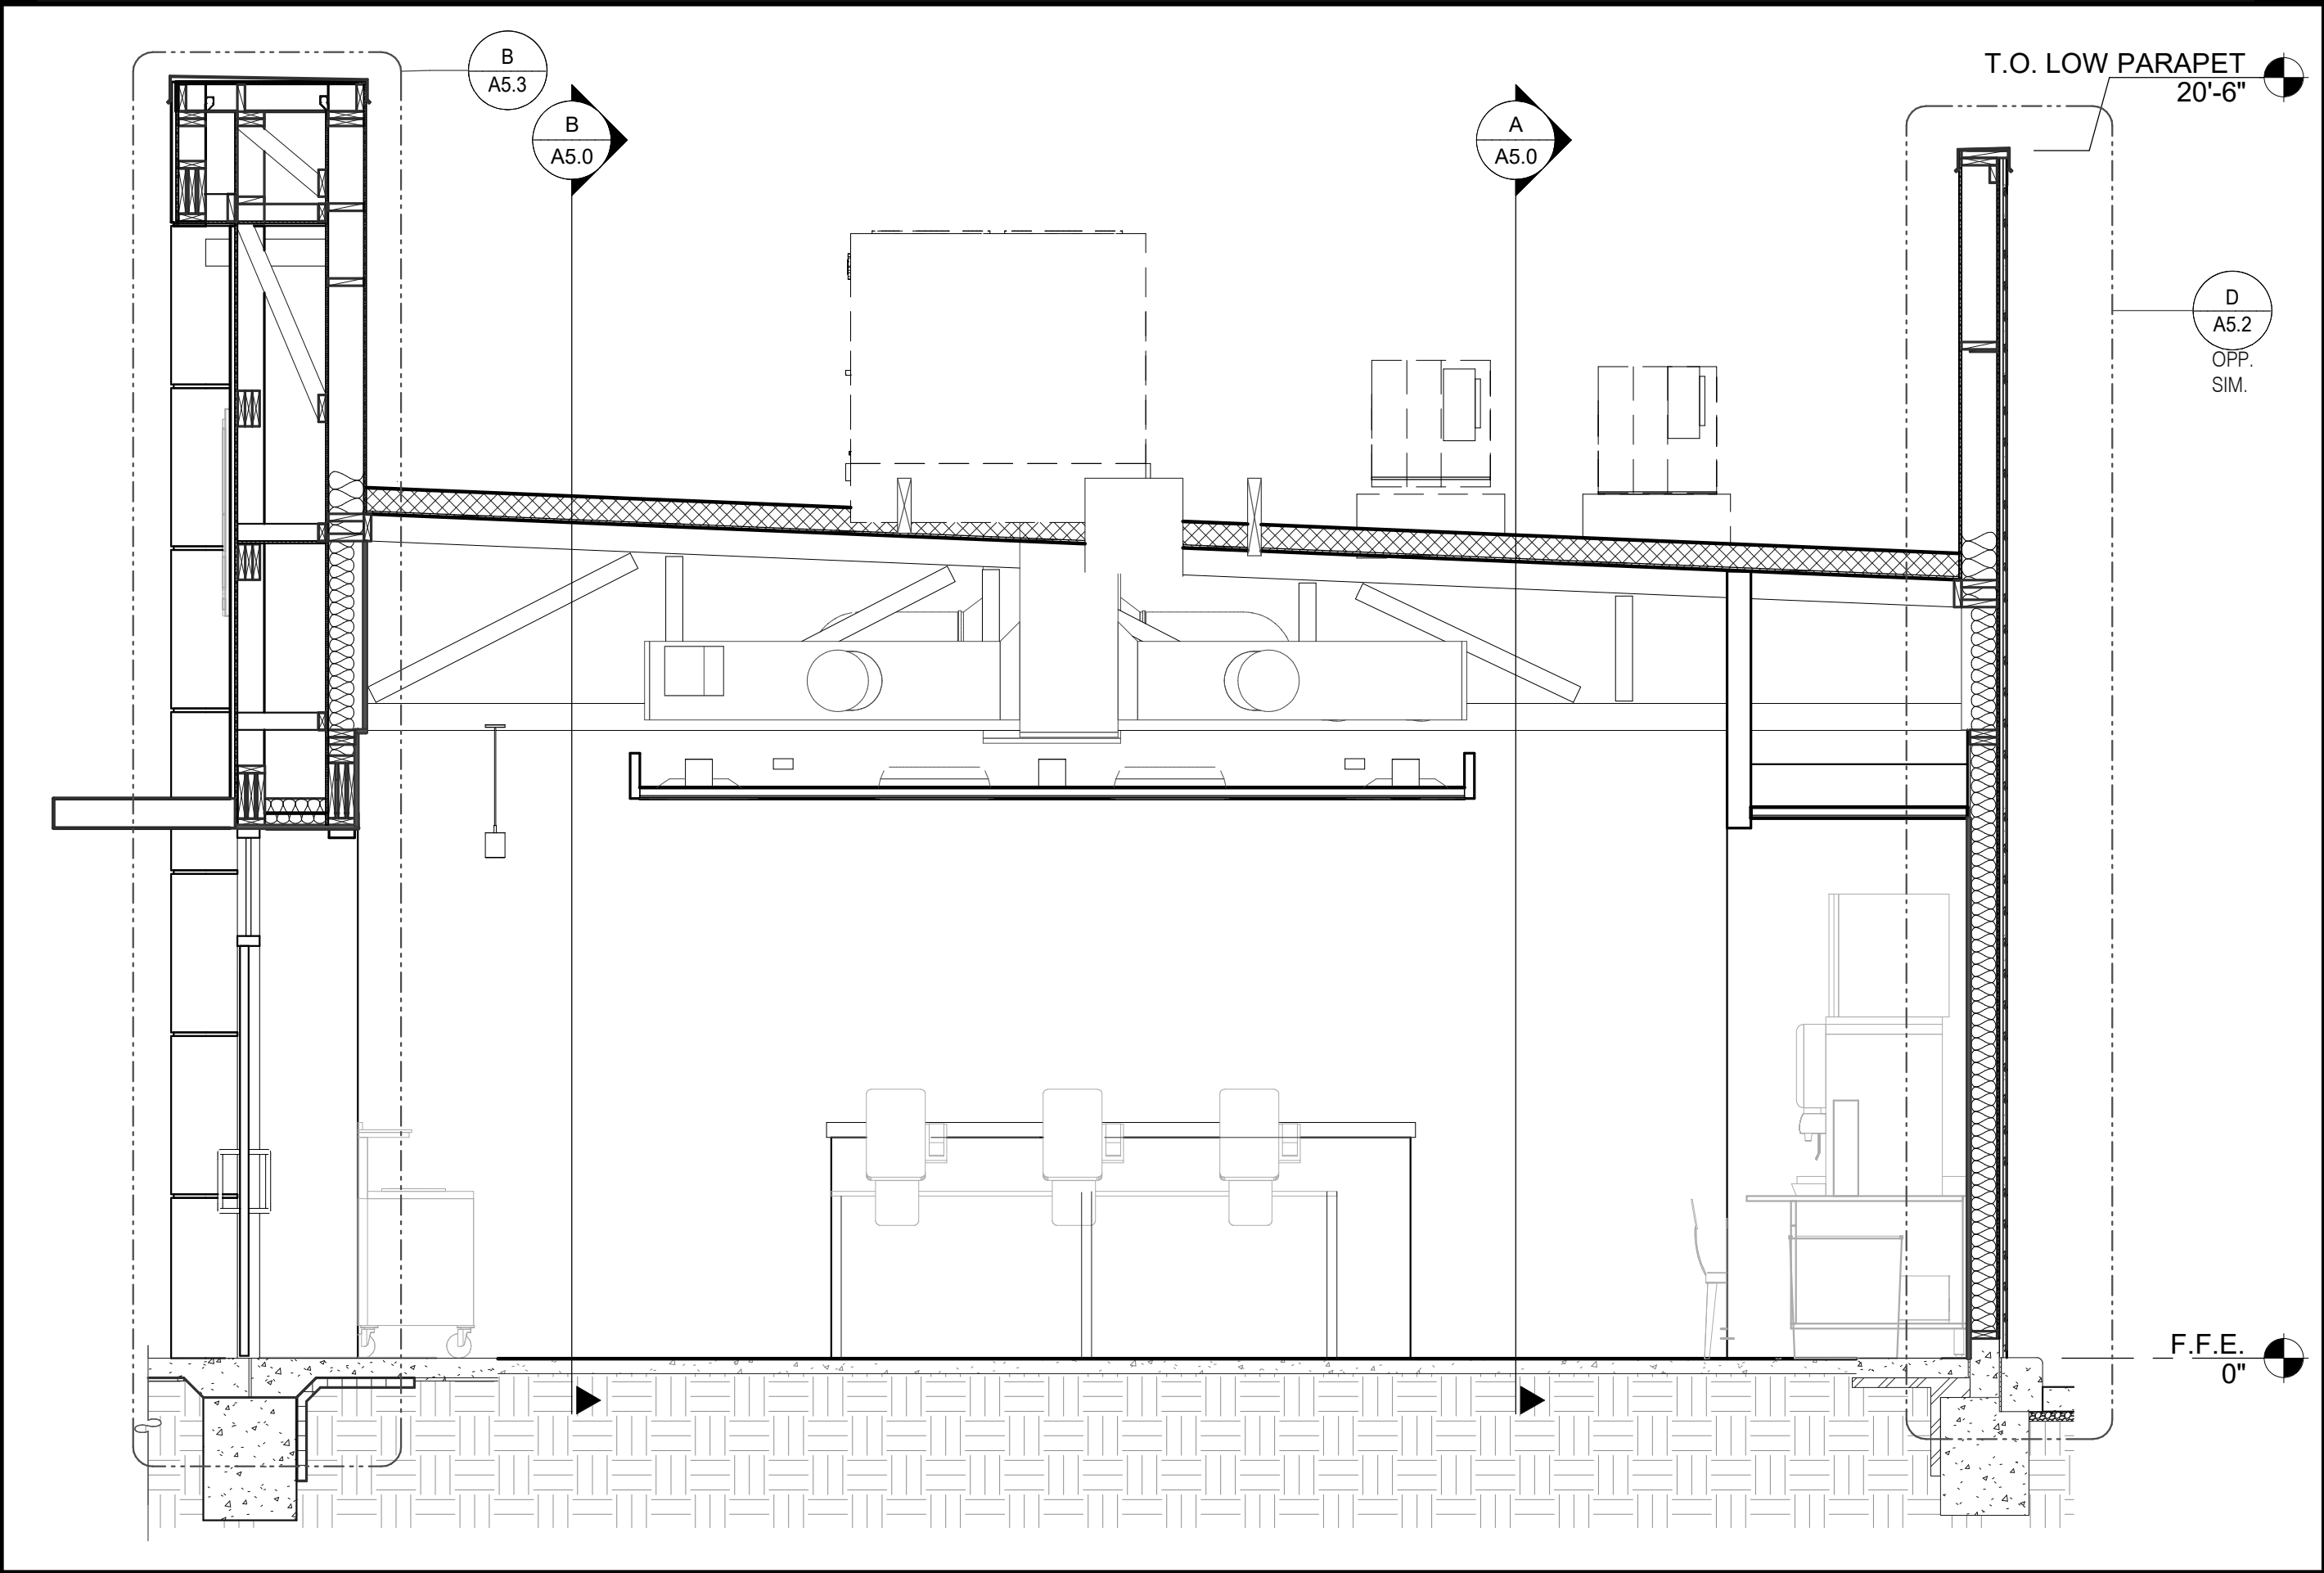 B
A5.3
B
A5.0
A
A5.0
T.O. LOW PARAPET
20'-6"
D
A5.2
OPP.
SIM.
F.F.E.
0"